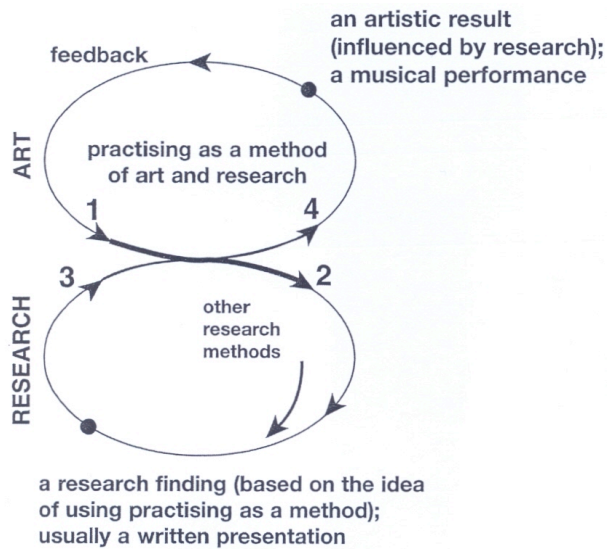 an artistic result
(influenced by research);
a musical performance
feedback
ART
practising as a method
of art and research
1
4
3
2
RESEARCH
other
research
methods
a research finding (based on the idea
of using practising as a method);
usually a written presentation